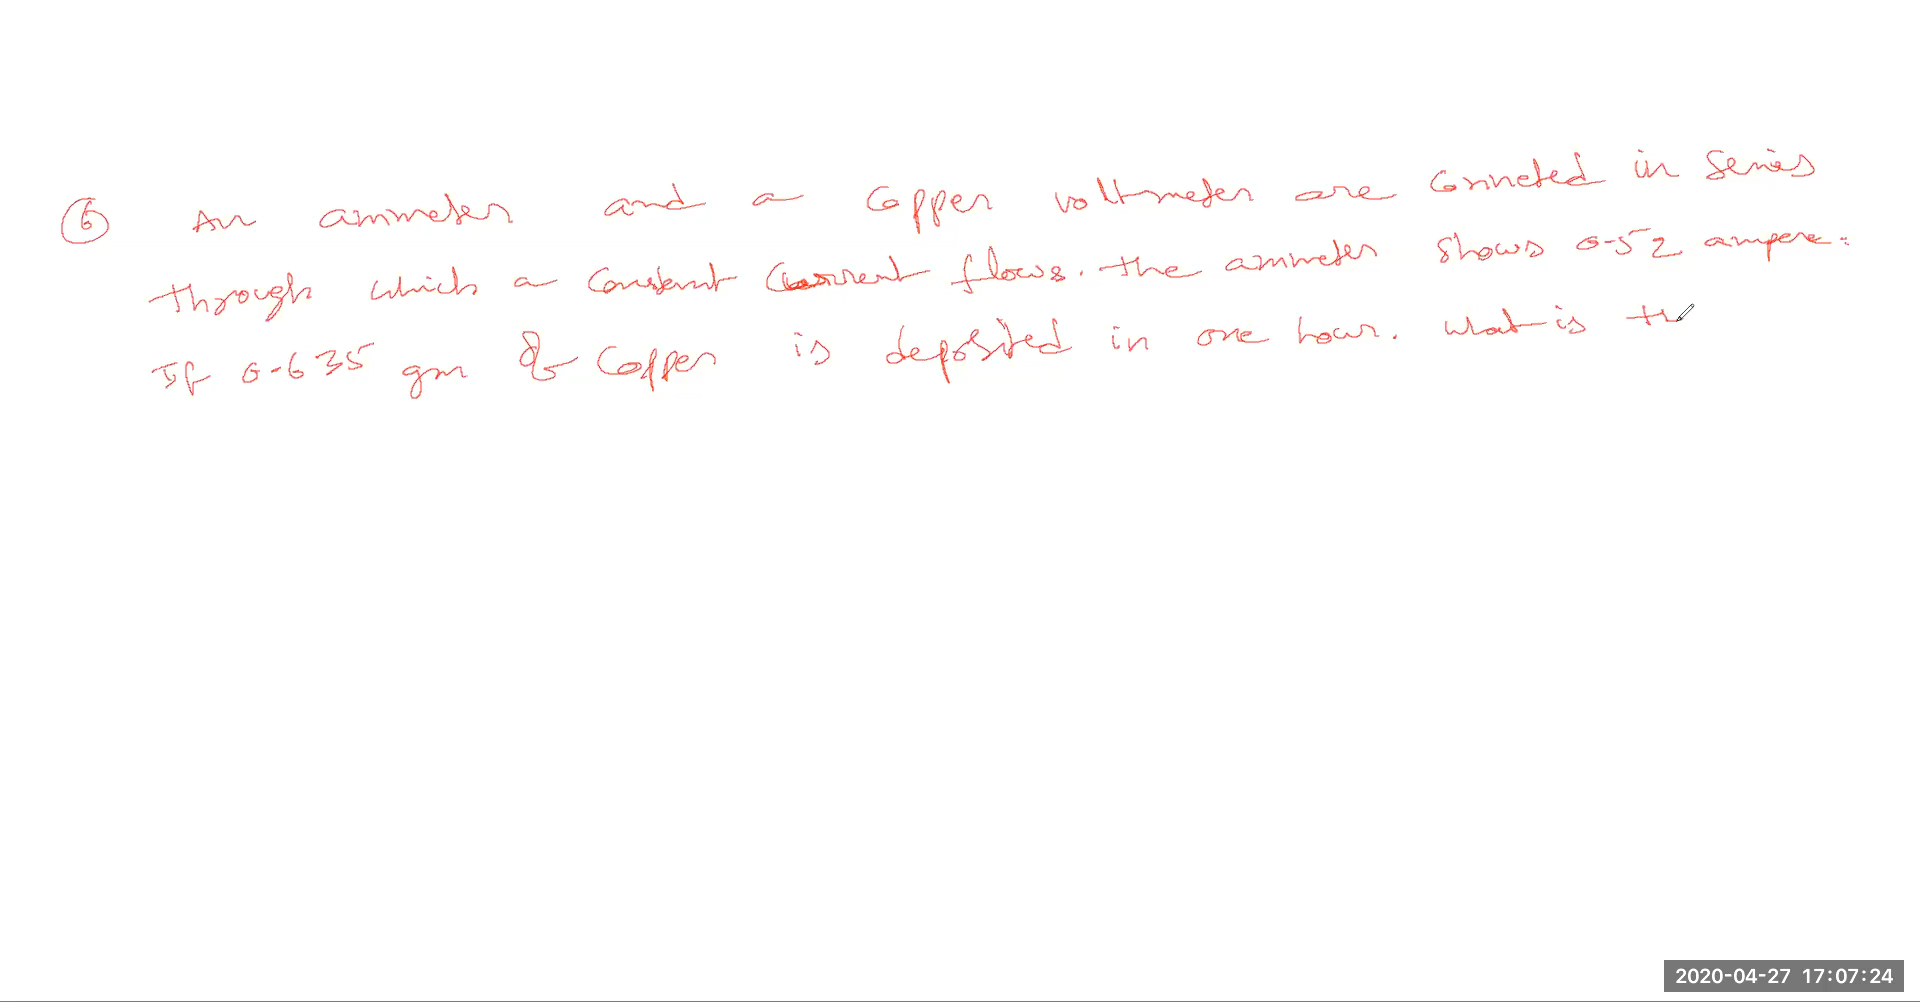 6 An ammeter and a Copper voltmeter are Connected in Series
through which a Constant Current flows. The ammeter shows 0.52 ampere.
If 0.635 gm of Copper is deposited in one hour. What is th
2020-04-27 17:07:24